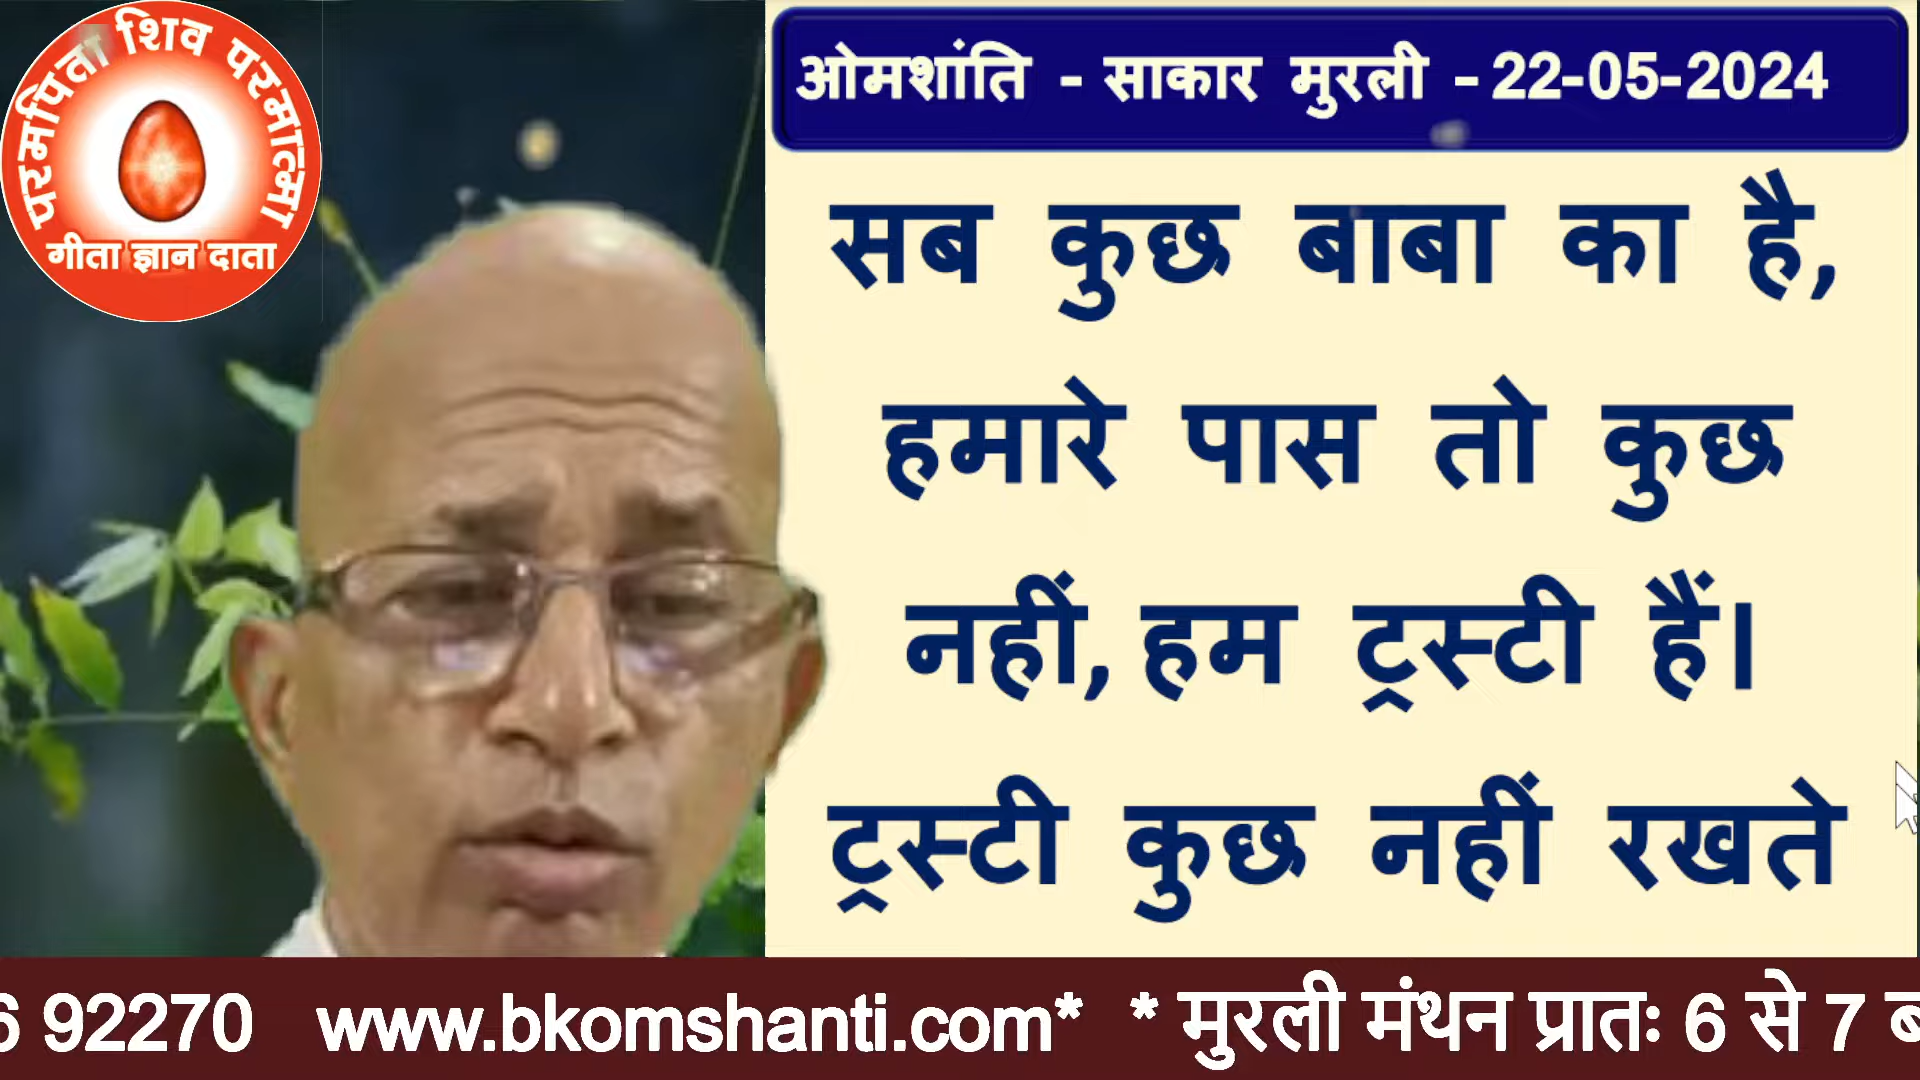 परमपिता शिव परमात्मा
गीता ज्ञान दाता
ओमशांति - साकार मुरली - 22-05-2024
सब कुछ बाबा का है,
हमारे पास तो कुछ
नहीं, हम ट्रस्टी हैं।
ट्रस्टी कुछ नहीं रखते
6 92270 www.bkomshanti.com* * मुरली मंथन प्रातः 6 से 7